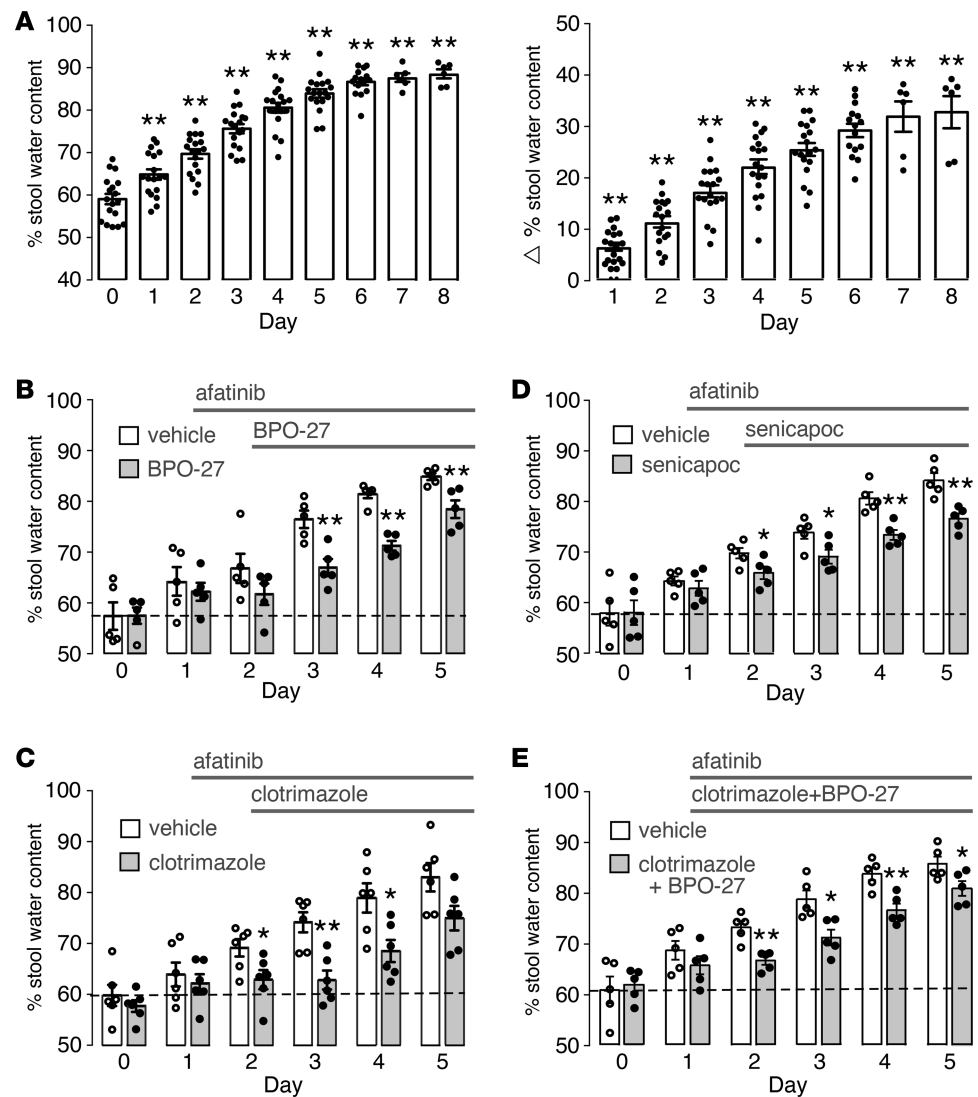 A
% stool water content
100
90
80
70
60
50
40
** ** ** ** ** ** ** **
0 1 2 3 4 5 6 7 8
Day
△ % stool water content
50
40
30
20
10
0
** ** ** ** ** ** ** **
1 2 3 4 5 6 7 8
Day
B
afatinib
BPO-27
vehicle
BPO-27
% stool water content
100
90
80
70
60
50
** ** **
0 1 2 3 4 5
Day
D
afatinib
senicapoc
vehicle
senicapoc
% stool water content
100
90
80
70
60
50
* * ** **
0 1 2 3 4 5
Day
C
afatinib
clotrimazole
vehicle
clotrimazole
% stool water content
100
90
80
70
60
50
* ** *
0 1 2 3 4 5
Day
E
afatinib
clotrimazole+BPO-27
vehicle
clotrimazole
+ BPO-27
% stool water content
100
90
80
70
60
50
** * ** *
0 1 2 3 4 5
Day